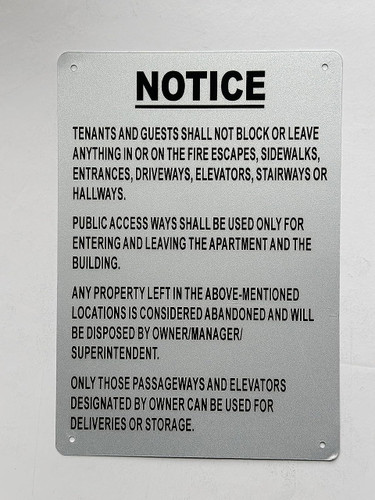 NOTICE
TENANTS AND GUESTS SHALL NOT BLOCK OR LEAVE
ANYTHING IN OR ON THE FIRE ESCAPES, SIDEWALKS,
ENTRANCES, DRIVEWAYS, ELEVATORS, STAIRWAYS OR
HALLWAYS.
PUBLIC ACCESS WAYS SHALL BE USED ONLY FOR
ENTERING AND LEAVING THE APARTMENT AND THE
BUILDING.
ANY PROPERTY LEFT IN THE ABOVE-MENTIONED
LOCATIONS IS CONSIDERED ABANDONED AND WILL
BE DISPOSED BY OWNER/MANAGER/
SUPERINTENDENT.
ONLY THOSE PASSAGEWAYS AND ELEVATORS
DESIGNATED BY OWNER CAN BE USED FOR
DELIVERIES OR STORAGE.